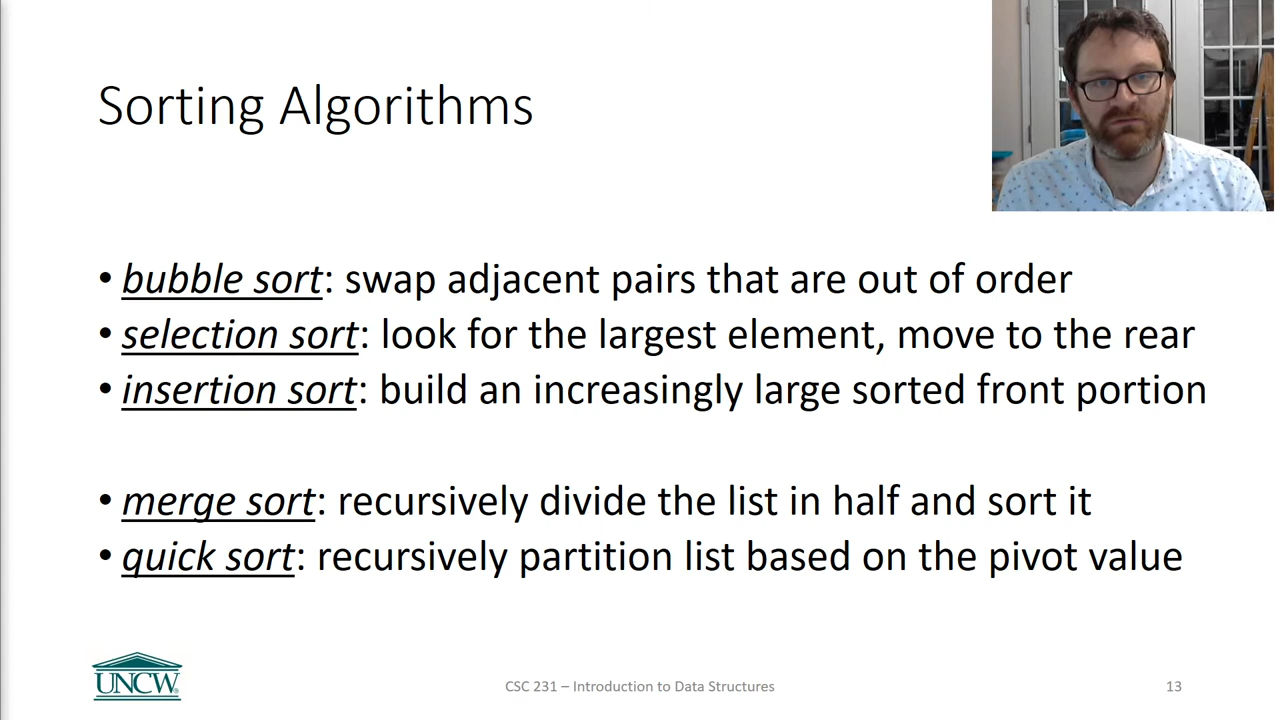 Sorting Algorithms
• bubble sort: swap adjacent pairs that are out of order
• selection sort: look for the largest element, move to the rear
• insertion sort: build an increasingly large sorted front portion
• merge sort: recursively divide the list in half and sort it
• quick sort: recursively partition list based on the pivot value
UNCW
CSC 231 – Introduction to Data Structures
13